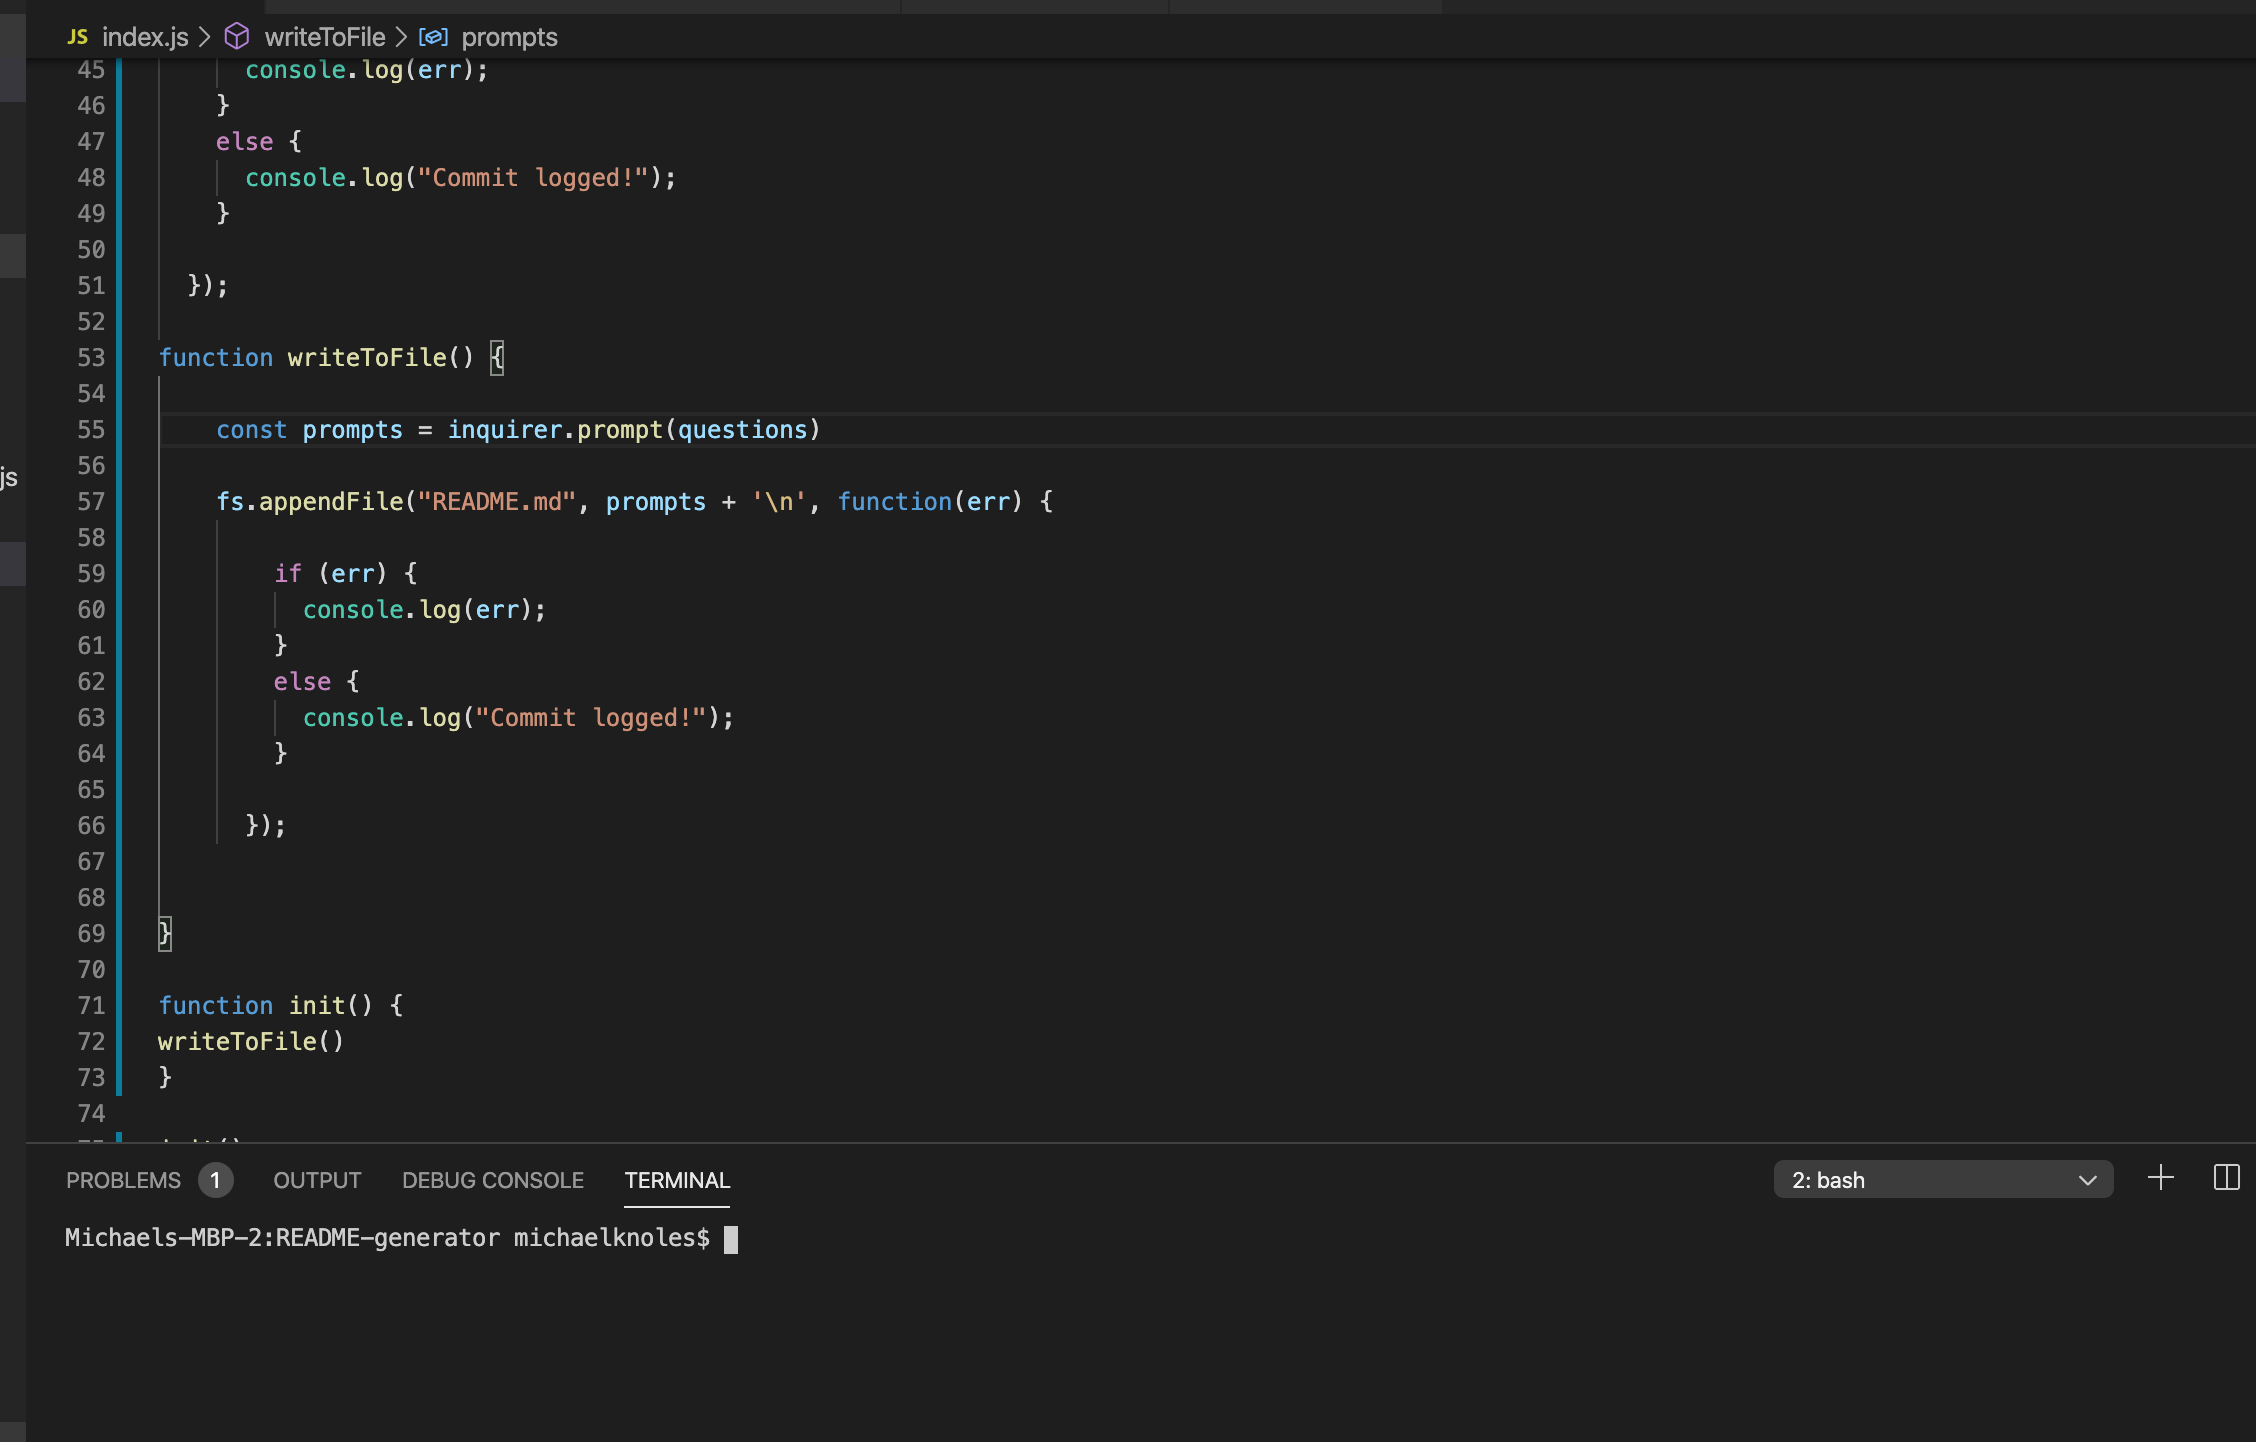 JS index.js > writeToFile > prompts
45 console.log(err);
46 }
47 else {
48 console.log("Commit logged!");
49 }
50
51 });
52
53 function writeToFile() {
54
55 const prompts = inquirer.prompt(questions)
56
57 fs.appendFile("README.md", prompts + '\n', function(err) {
58
59 if (err) {
60 console.log(err);
61 }
62 else {
63 console.log("Commit logged!");
64 }
65
66 });
67
68
69 }
70
71 function init() {
72 writeToFile()
73 }
74
js
PROBLEMS 1 OUTPUT DEBUG CONSOLE TERMINAL 2: bash
Michaels-MBP-2:README-generator michaelknoles$